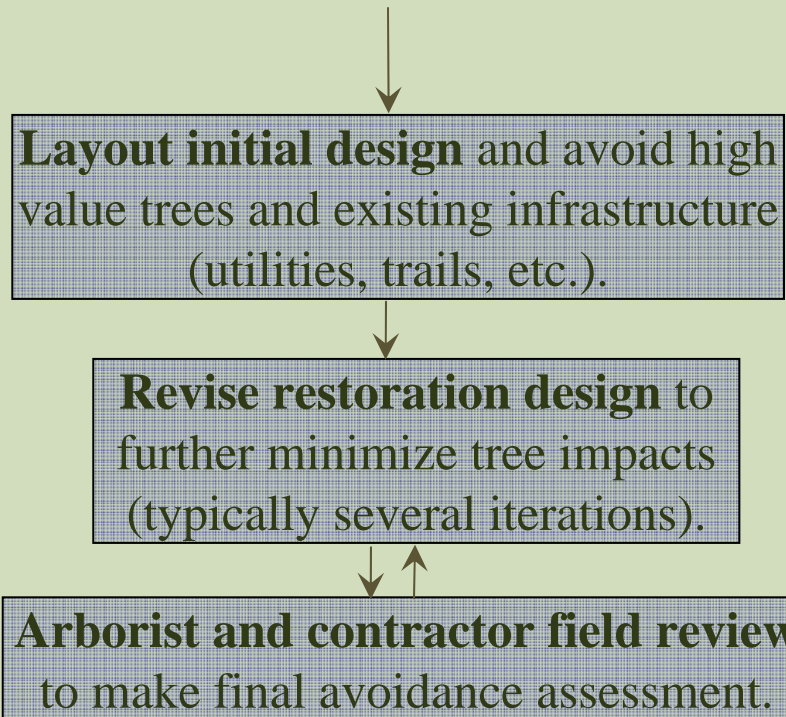 Layout initial design and avoid high
value trees and existing infrastructure
(utilities, trails, etc.).
Revise restoration design to
further minimize tree impacts
(typically several iterations).
Arborist and contractor field review
to make final avoidance assessment.